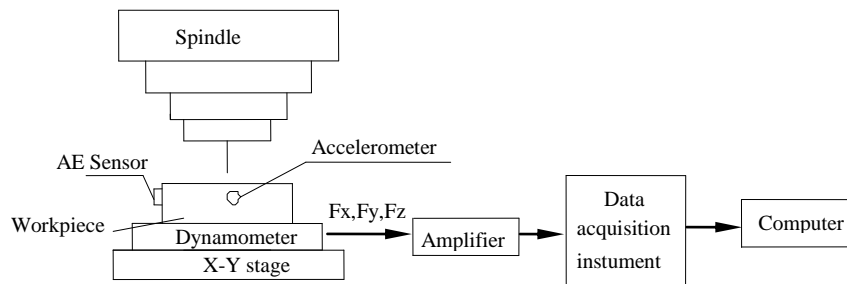 Spindle
AE Sensor
Accelerometer
Workpiece
Fx,Fy,Fz
Dynamometer
X-Y stage
Amplifier
Data
acquisition
instument
Computer